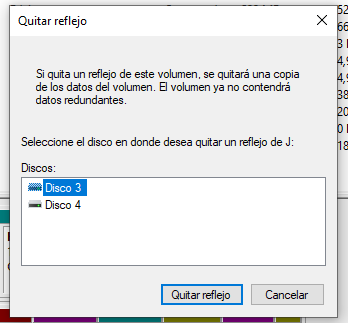 Quitar reflejo
Si quita un reflejo de este volumen, se quitará una copia
de los datos del volumen. El volumen ya no contendrá
datos redundantes.
Seleccione el disco en donde desea quitar un reflejo de J:
Discos:
Disco 3
Disco 4
Quitar reflejo
Cancelar